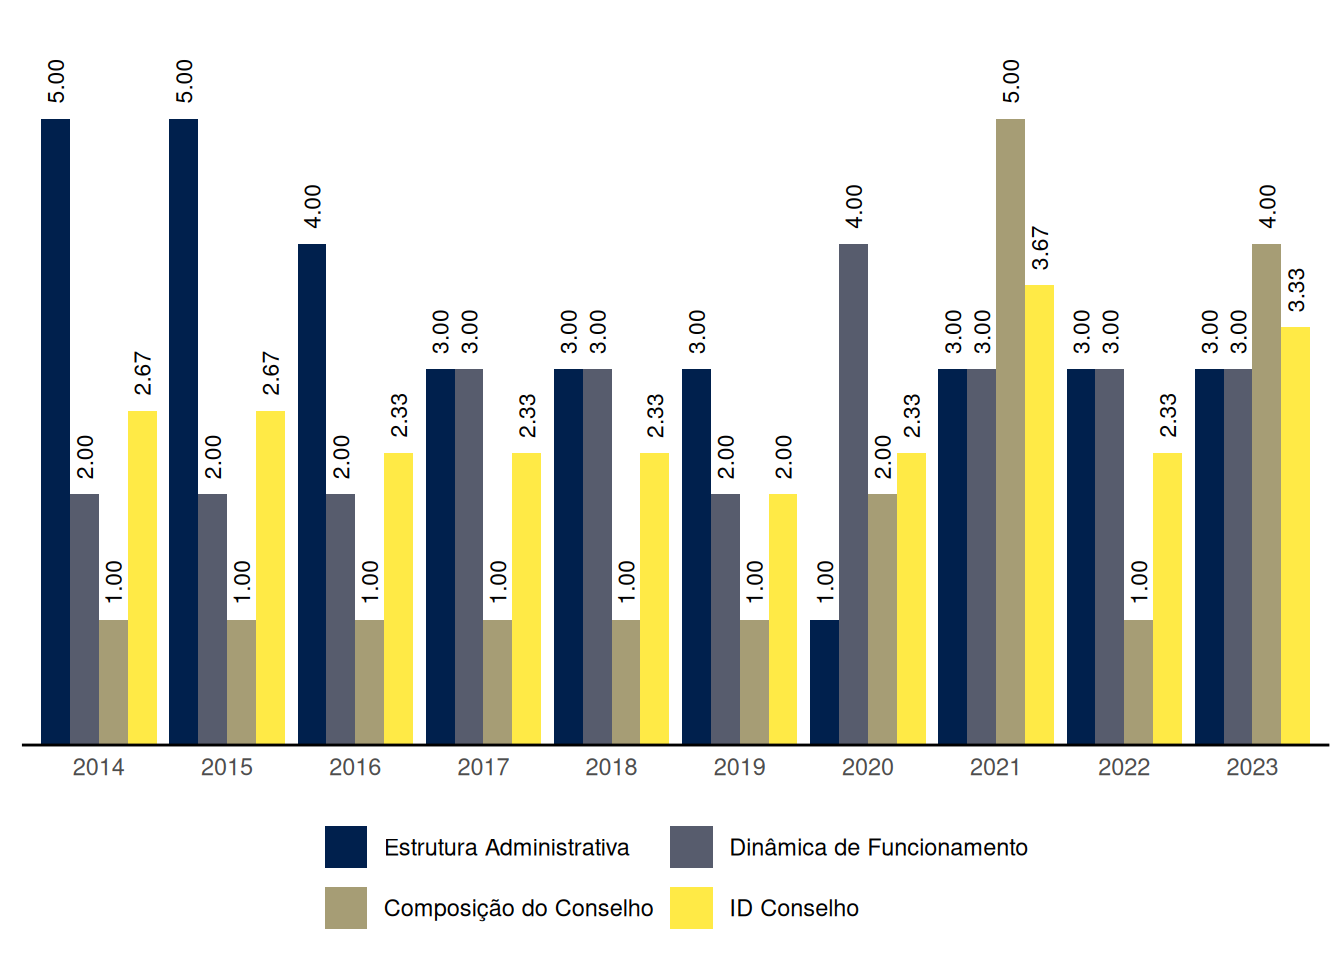 5.00 2.00 1.00 2.67 5.00 2.00 1.00 2.67 4.00 2.00 1.00 2.33 3.00 3.00 1.00 2.33 3.00 3.00 1.00 2.33 3.00 2.00 1.00 2.00 1.00 4.00 2.00 2.33 3.00 3.00 5.00 3.67 3.00 3.00 1.00 2.33 3.00 3.00 4.00 3.33
2014 2015 2016 2017 2018 2019 2020 2021 2022 2023
Estrutura Administrativa Dinâmica de Funcionamento
Composição do Conselho ID Conselho